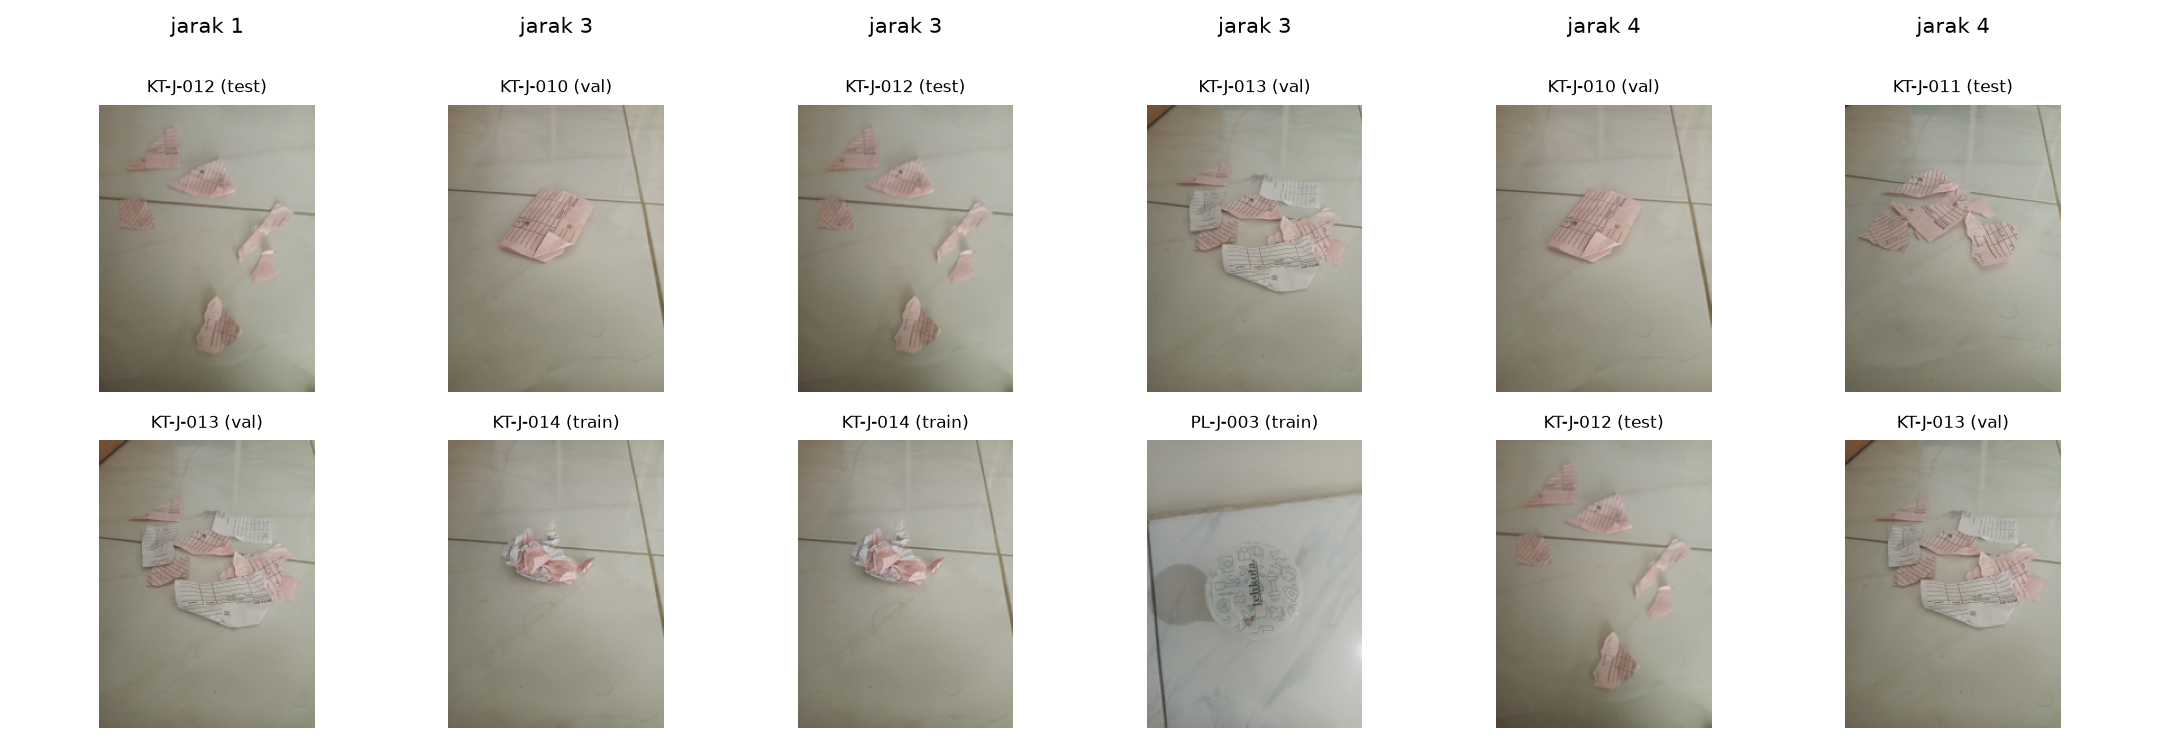 jarak 1
jarak 3
jarak 3
jarak 3
jarak 4
jarak 4
KT-J-012 (test)
KT-J-010 (val)
KT-J-012 (test)
KT-J-013 (val)
KT-J-010 (val)
KT-J-011 (test)
KT-J-013 (val)
KT-J-014 (train)
KT-J-014 (train)
PL-J-003 (train)
KT-J-012 (test)
KT-J-013 (val)